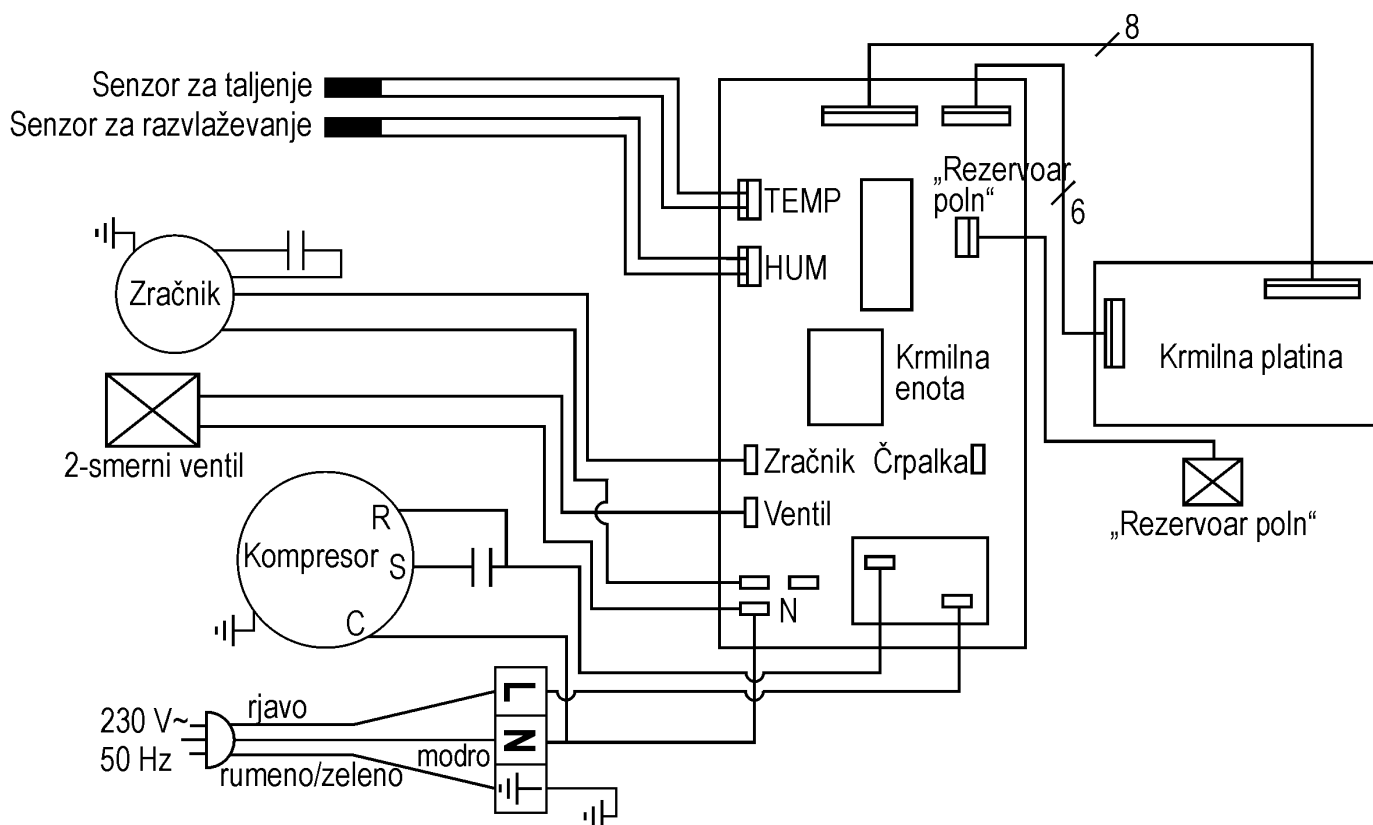 8
Senzor za taljenje
Senzor za razvlaževanje
TEMP
„Rezervoar
poln“
6
HUM
Zračnik
Krmilna
enota
Krmilna platina
2-smerni ventil
Zračnik
Črpalka
Ventil
„Rezervoar poln“
R
Kompresor
S
C
N
L
rjavo
230 V~
50 Hz
N
modro
rumeno/zeleno